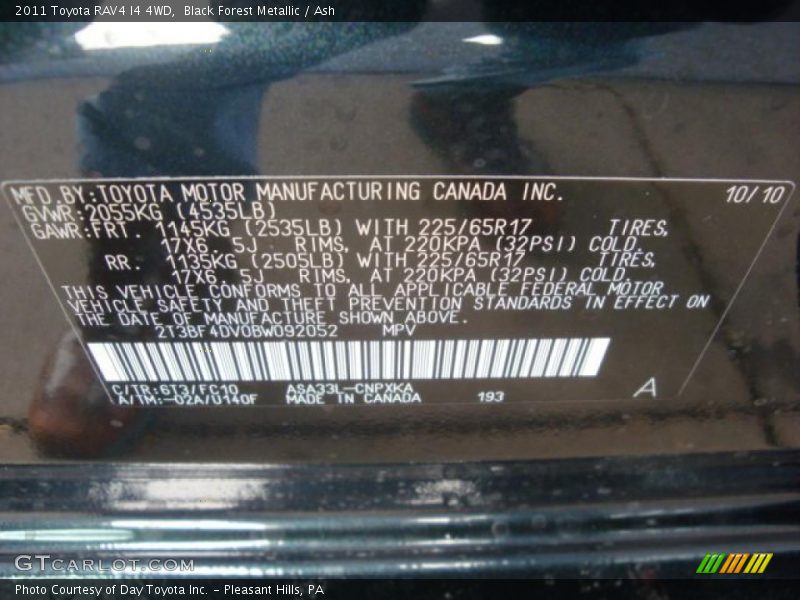 2011 Toyota RAV4 I4 4WD,  Black Forest Metallic / Ash
MFD. BY: TOYOTA MOTOR MANUFACTURING CANADA INC. 10/10
GVWR: 2055KG (4535LB)
GAWR: FRT. 1145KG (2535LB) WITH 225/65R17 TIRES,
17X6. 5J RIMS, AT 220KPA (32PSI) COLD.
RR. 1135KG (2505LB) WITH 225/65R17 TIRES,
17X6. 5J RIMS, AT 220KPA (32PSI) COLD.
THIS VEHICLE CONFORMS TO ALL APPLICABLE FEDERAL MOTOR
VEHICLE SAFETY AND THEFT PREVENTION STANDARDS IN EFFECT ON
THE DATE OF MANUFACTURE SHOWN ABOVE.
2T3BF4DV0BW092052 MPV
C/TR: 6T3/FC10 ASA33L-CNPXKA
A/TM: -02A/U140F MADE IN CANADA 193 A
GTCARLOT.COM
Photo Courtesy of Day Toyota Inc. - Pleasant Hills, PA